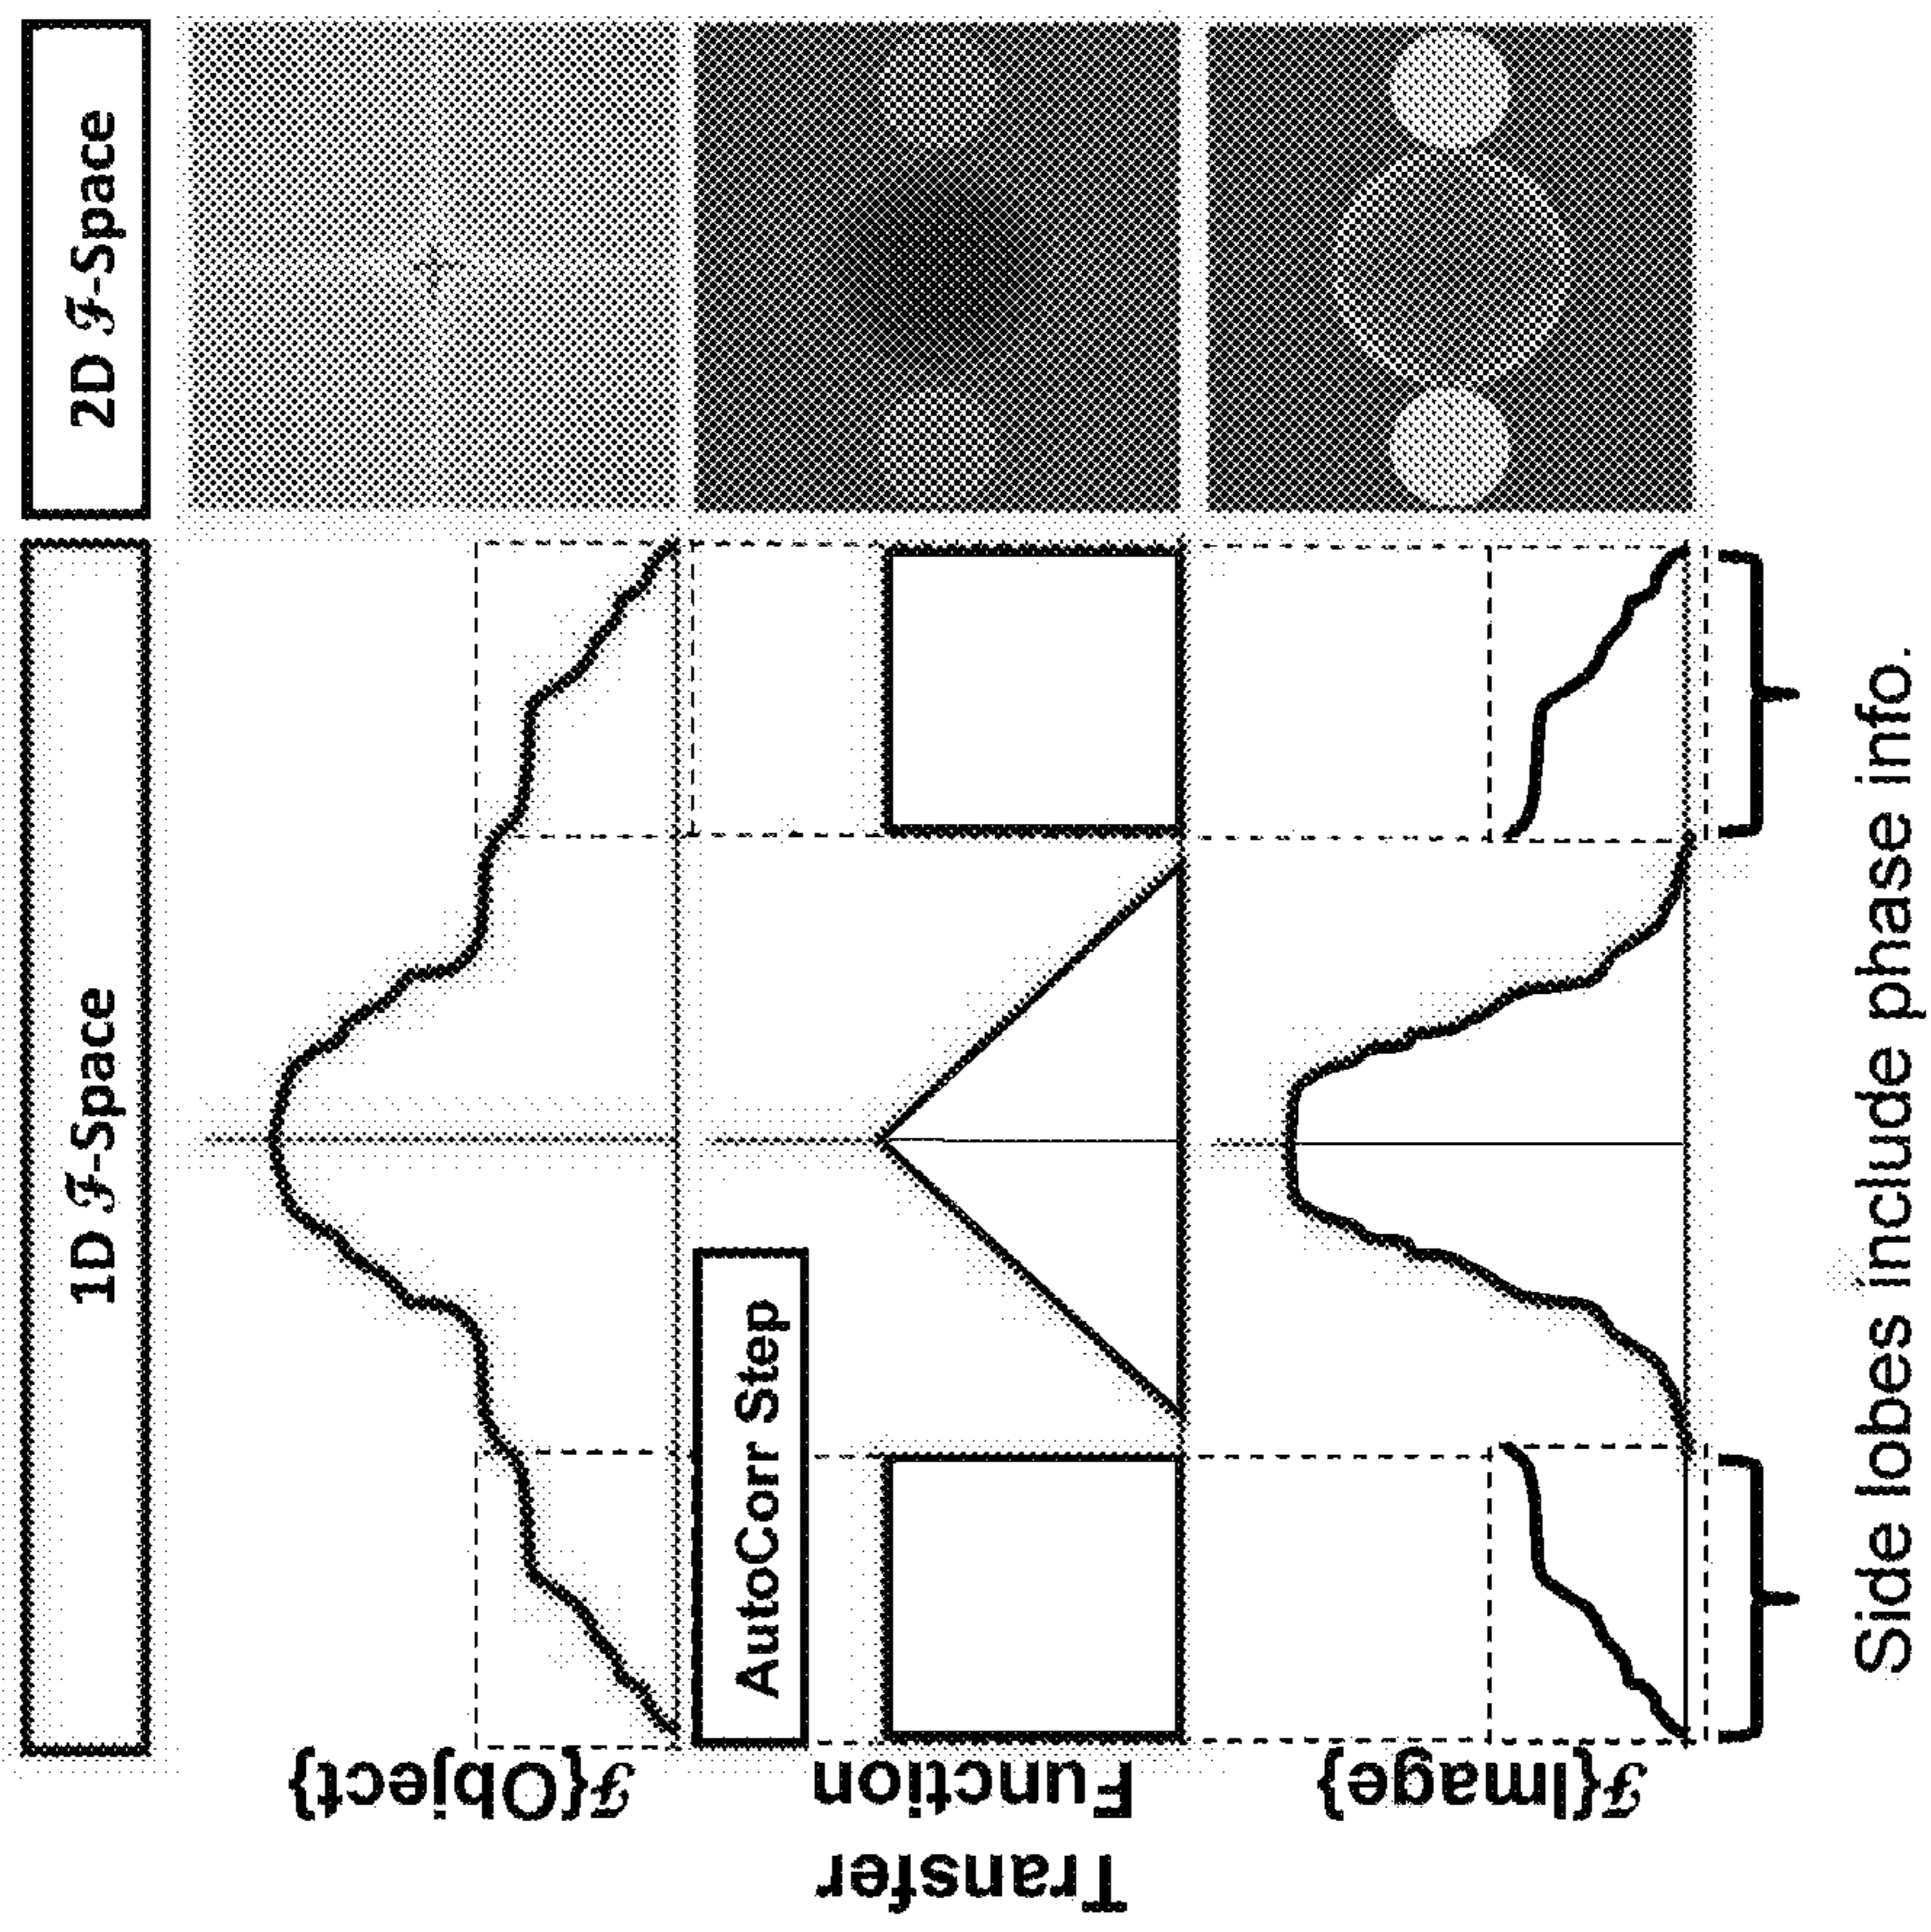 1D ℱ-Space
2D ℱ-Space
ℱ{Object}
AutoCorr Step
Transfer
Function
ℱ{Image}
Side lobes include phase info.